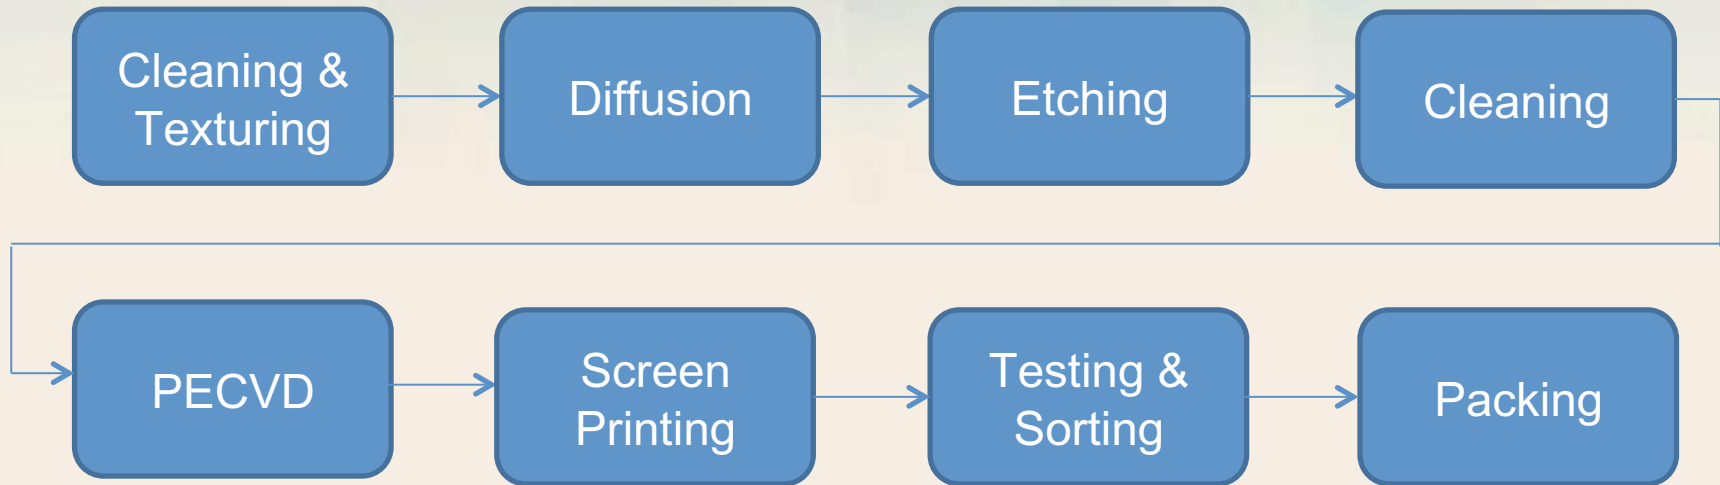 Cleaning &
Texturing
Diffusion
Etching
Cleaning
PECVD
Screen
Printing
Testing &
Sorting
Packing